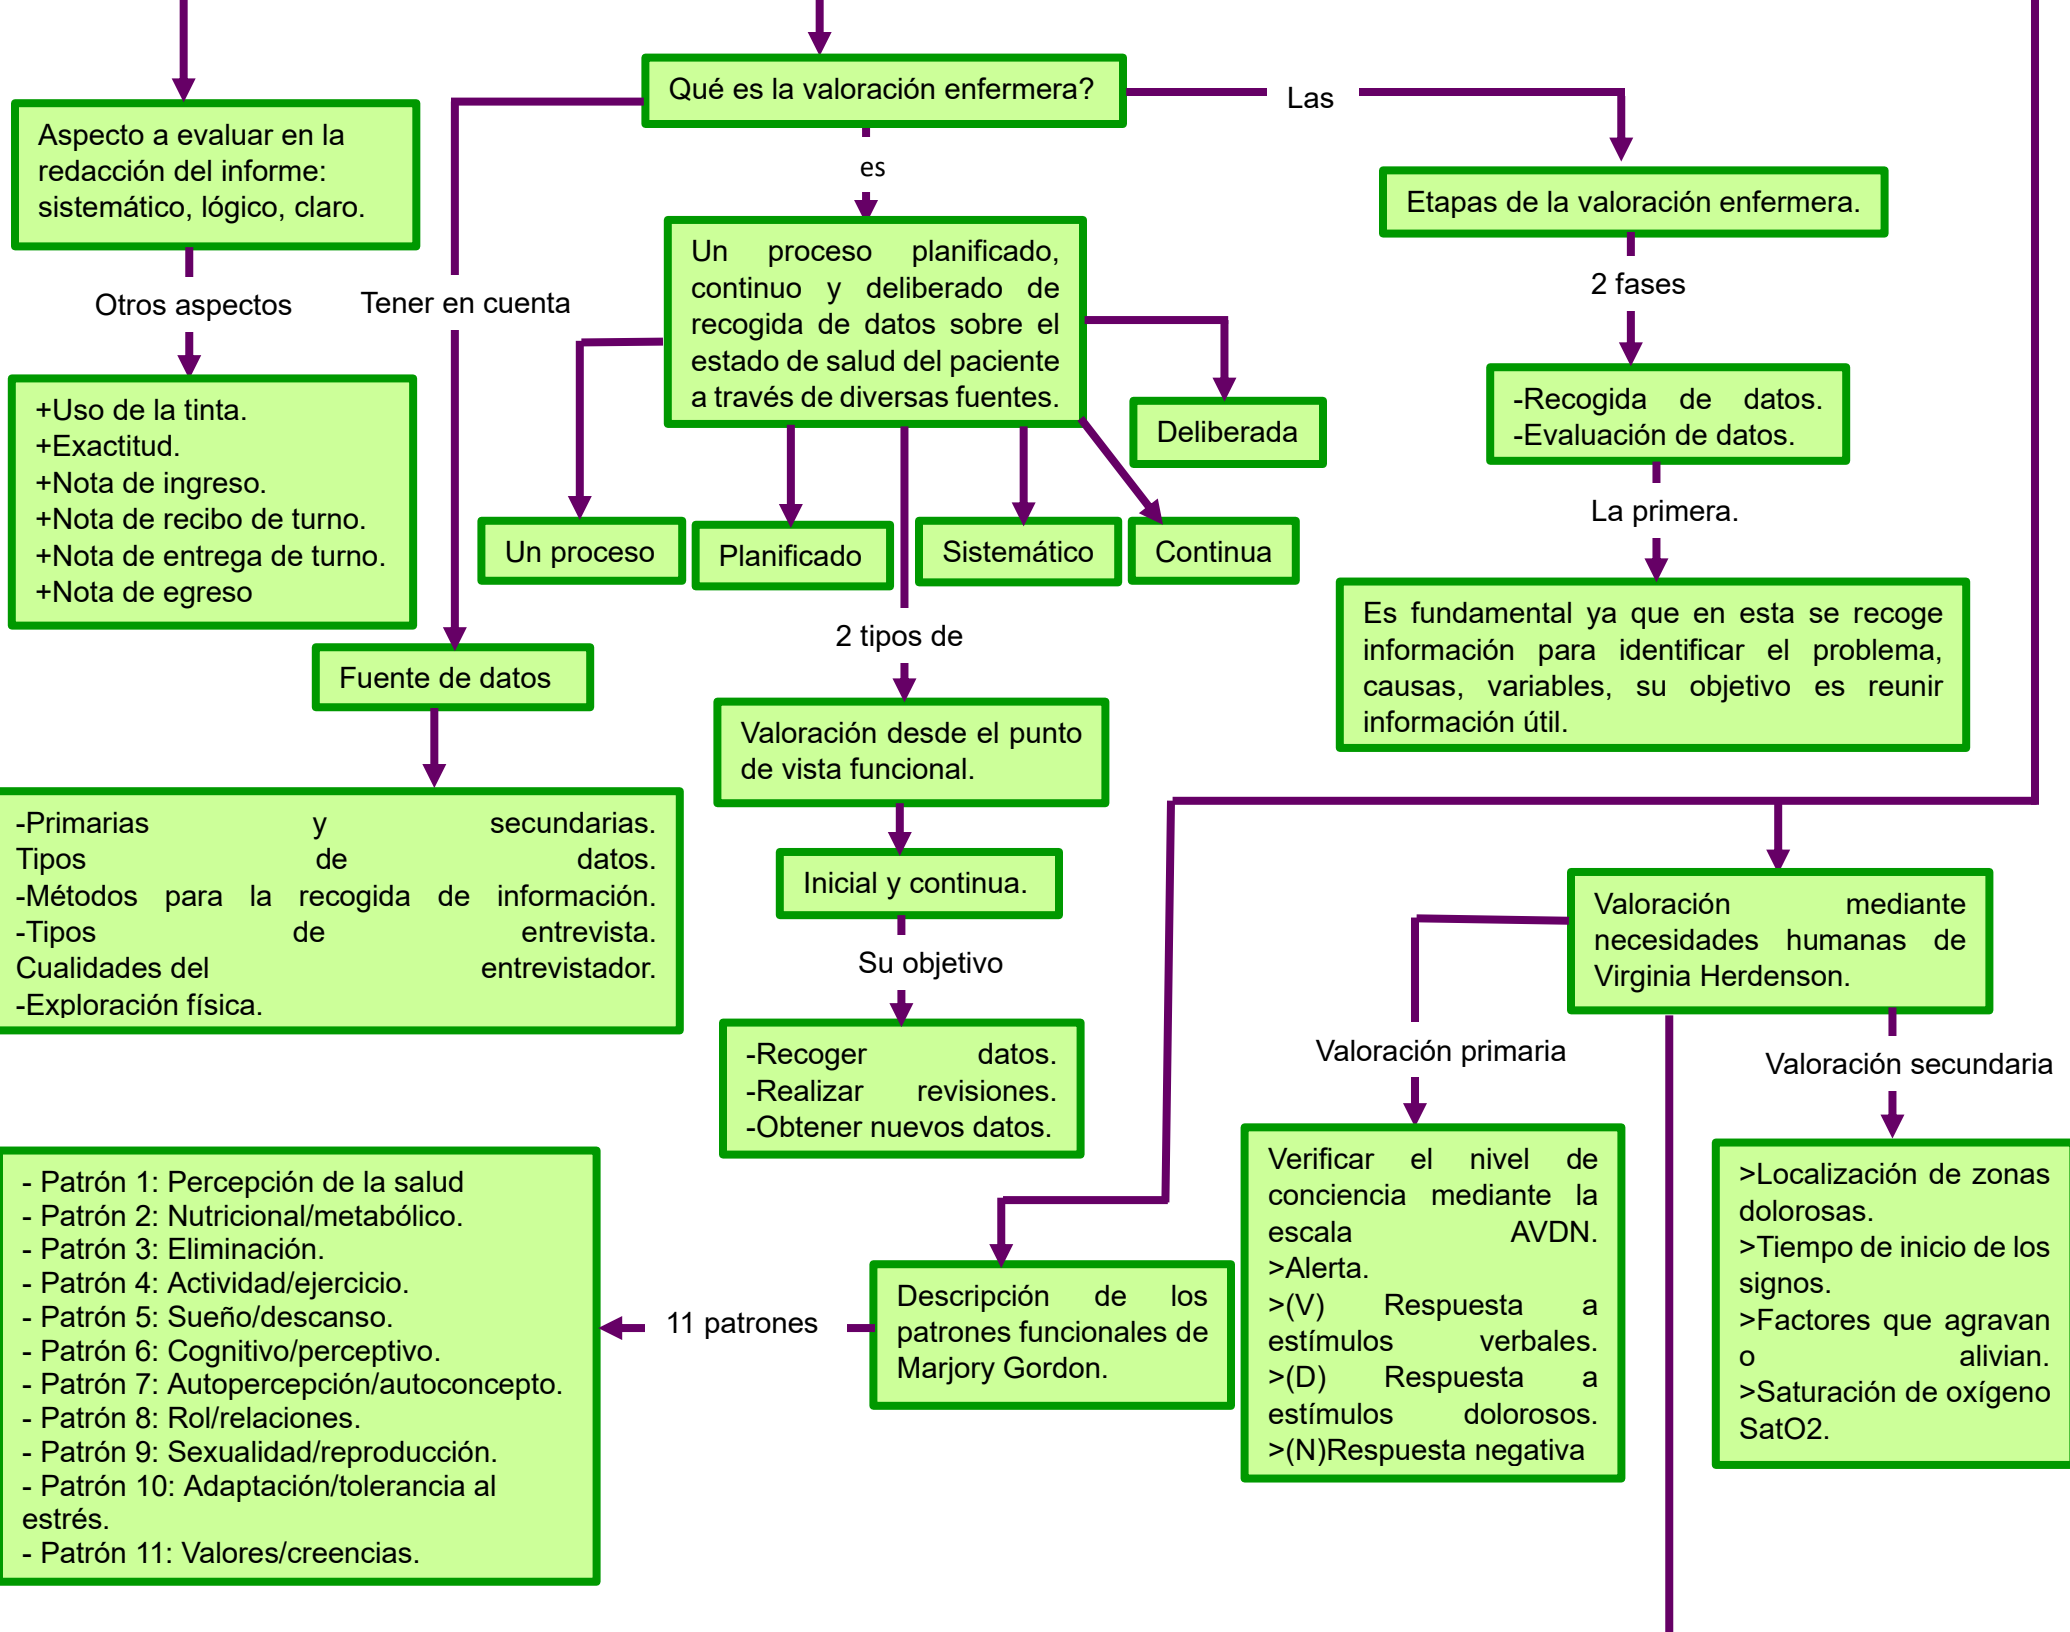 Qué es la valoración enfermera?
Las
Aspecto a evaluar en la
redacción del informe:
sistemático, lógico, claro.
es
Etapas de la valoración enfermera.
Un proceso planificado,
continuo y deliberado de
recogida de datos sobre el
estado de salud del paciente
a través de diversas fuentes.
2 fases
Otros aspectos
Tener en cuenta
-Recogida de datos.
-Evaluación de datos.
+Uso de la tinta.
+Exactitud.
+Nota de ingreso.
+Nota de recibo de turno.
+Nota de entrega de turno.
+Nota de egreso
Deliberada
La primera.
Un proceso
Planificado
Sistemático
Continua
Es fundamental ya que en esta se recoge
información para identificar el problema,
causas, variables, su objetivo es reunir
información útil.
2 tipos de
Fuente de datos
Valoración desde el punto
de vista funcional.
-Primarias y secundarias.
Tipos de datos.
-Métodos para la recogida de información.
-Tipos de entrevista.
Cualidades del entrevistador.
-Exploración física.
Inicial y continua.
Valoración mediante
necesidades humanas de
Virginia Herdenson.
Su objetivo
-Recoger datos.
-Realizar revisiones.
-Obtener nuevos datos.
Valoración primaria
Valoración secundaria
Verificar el nivel de
conciencia mediante la
escala AVDN.
>Alerta.
>(V) Respuesta a
estímulos verbales.
>(D) Respuesta a
estímulos dolorosos.
>(N)Respuesta negativa
>Localización de zonas
dolorosas.
>Tiempo de inicio de los
signos.
>Factores que agravan
o alivian.
>Saturación de oxígeno
SatO2.
Descripción de los
patrones funcionales de
Marjory Gordon.
11 patrones
- Patrón 1: Percepción de la salud
- Patrón 2: Nutricional/metabólico.
- Patrón 3: Eliminación.
- Patrón 4: Actividad/ejercicio.
- Patrón 5: Sueño/descanso.
- Patrón 6: Cognitivo/perceptivo.
- Patrón 7: Autopercepción/autoconcepto.
- Patrón 8: Rol/relaciones.
- Patrón 9: Sexualidad/reproducción.
- Patrón 10: Adaptación/tolerancia al
estrés.
- Patrón 11: Valores/creencias.